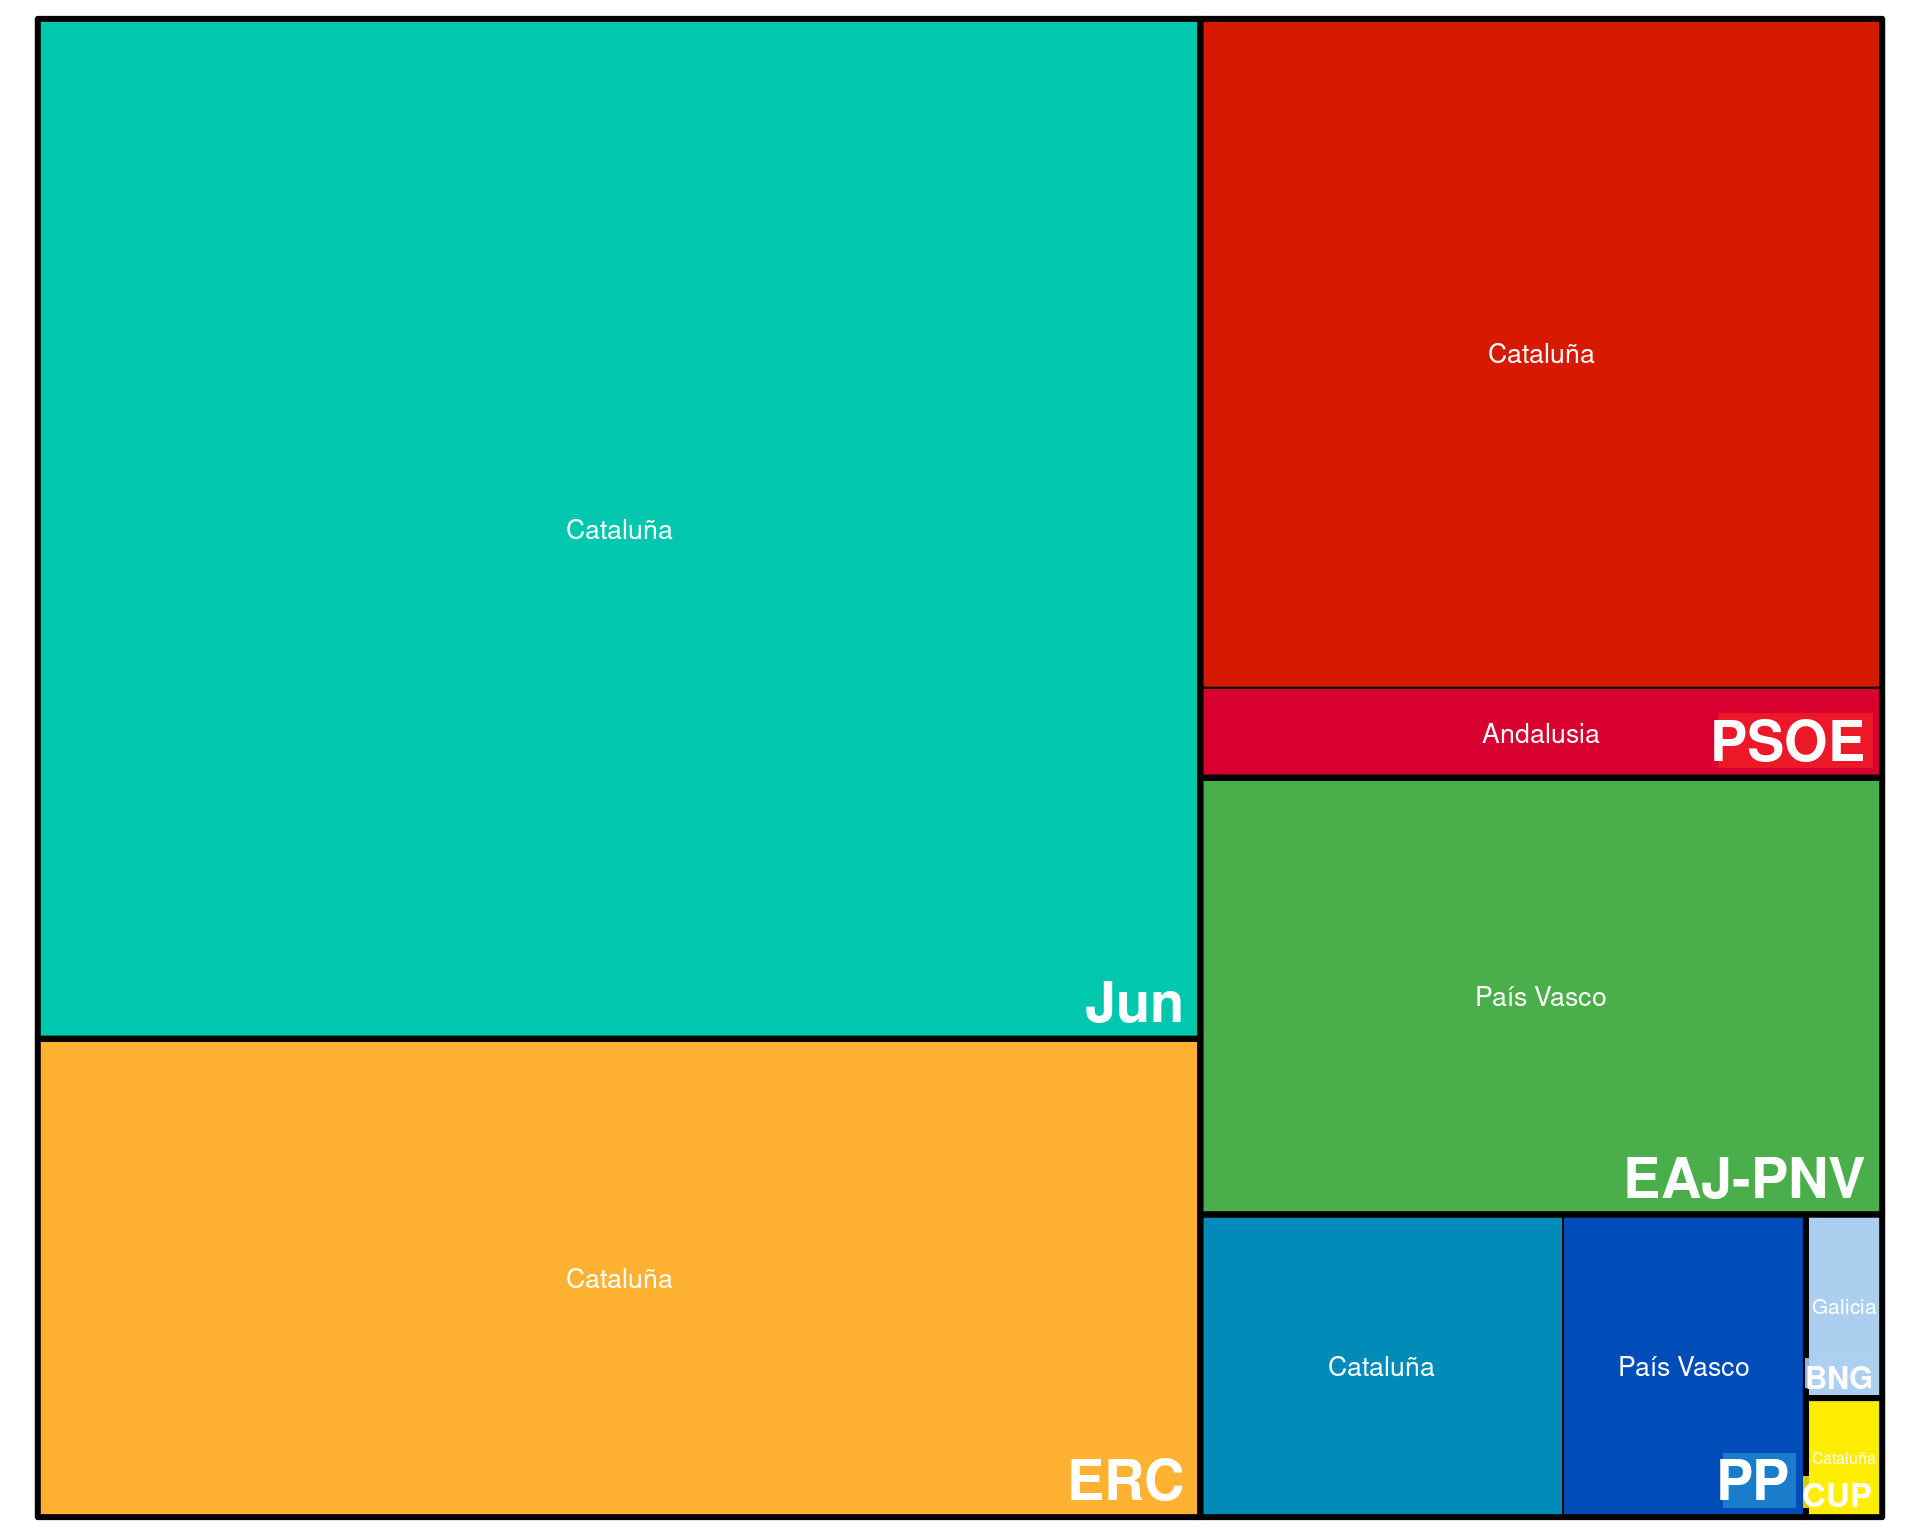 Cataluña
Jun
Cataluña
ERC
Cataluña
Andalusia
PSOE
País Vasco
EAJ-PNV
Cataluña
País Vasco
PP
Galicia
BNG
Cataluña
CUP